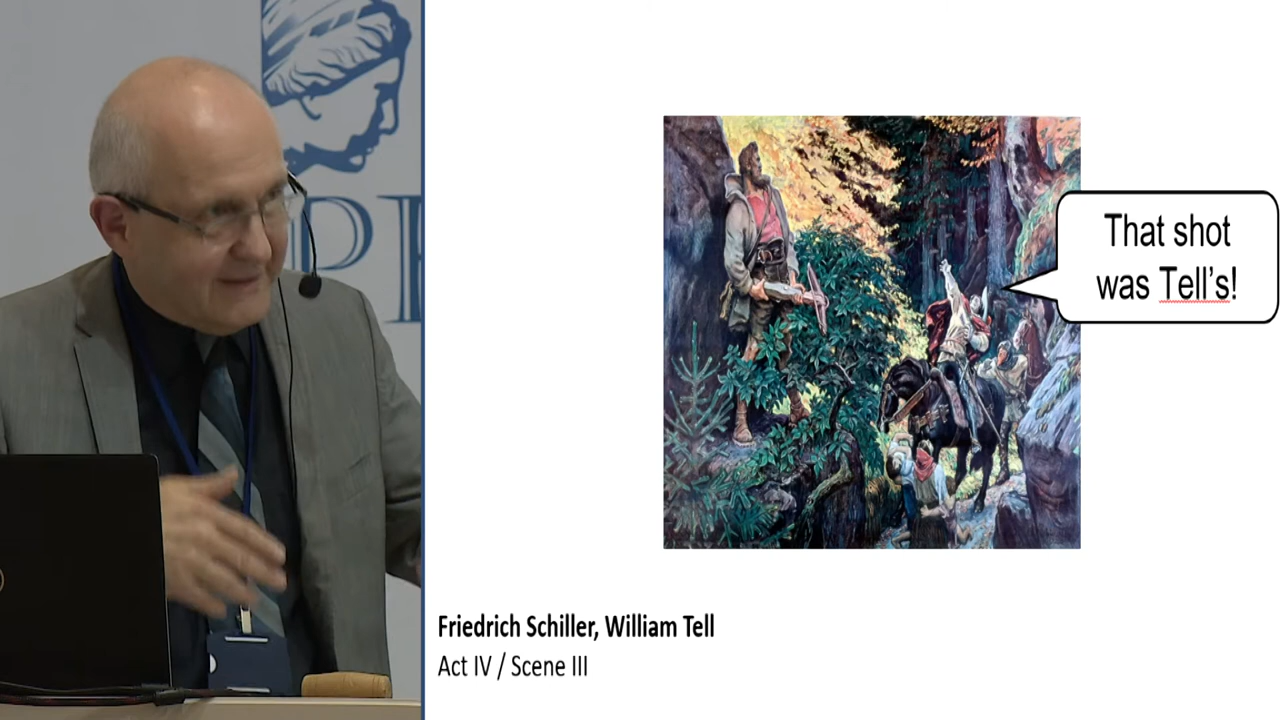 That shot
was Tell's!
Friedrich Schiller, William Tell
Act IV / Scene III